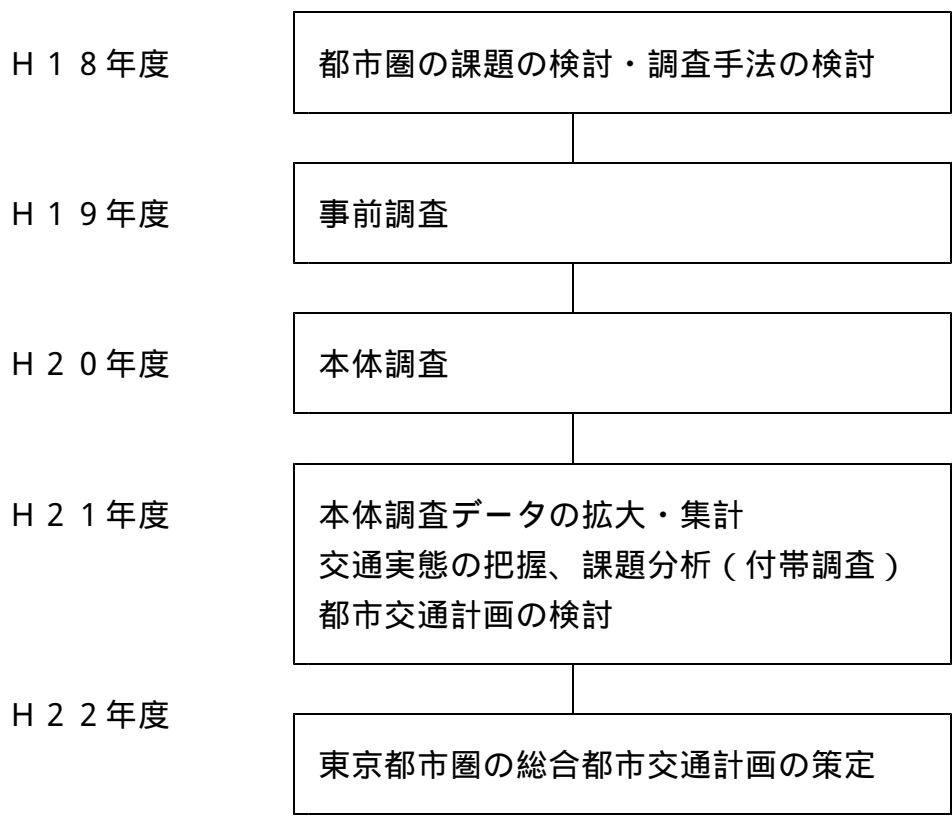 H18年度
都市圏の課題の検討・調査手法の検討
H19年度
事前調査
H20年度
本体調査
H21年度
本体調査データの拡大・集計
交通実態の把握、課題分析(付帯調査)
都市交通計画の検討
H22年度
東京都市圏の総合都市交通計画の策定